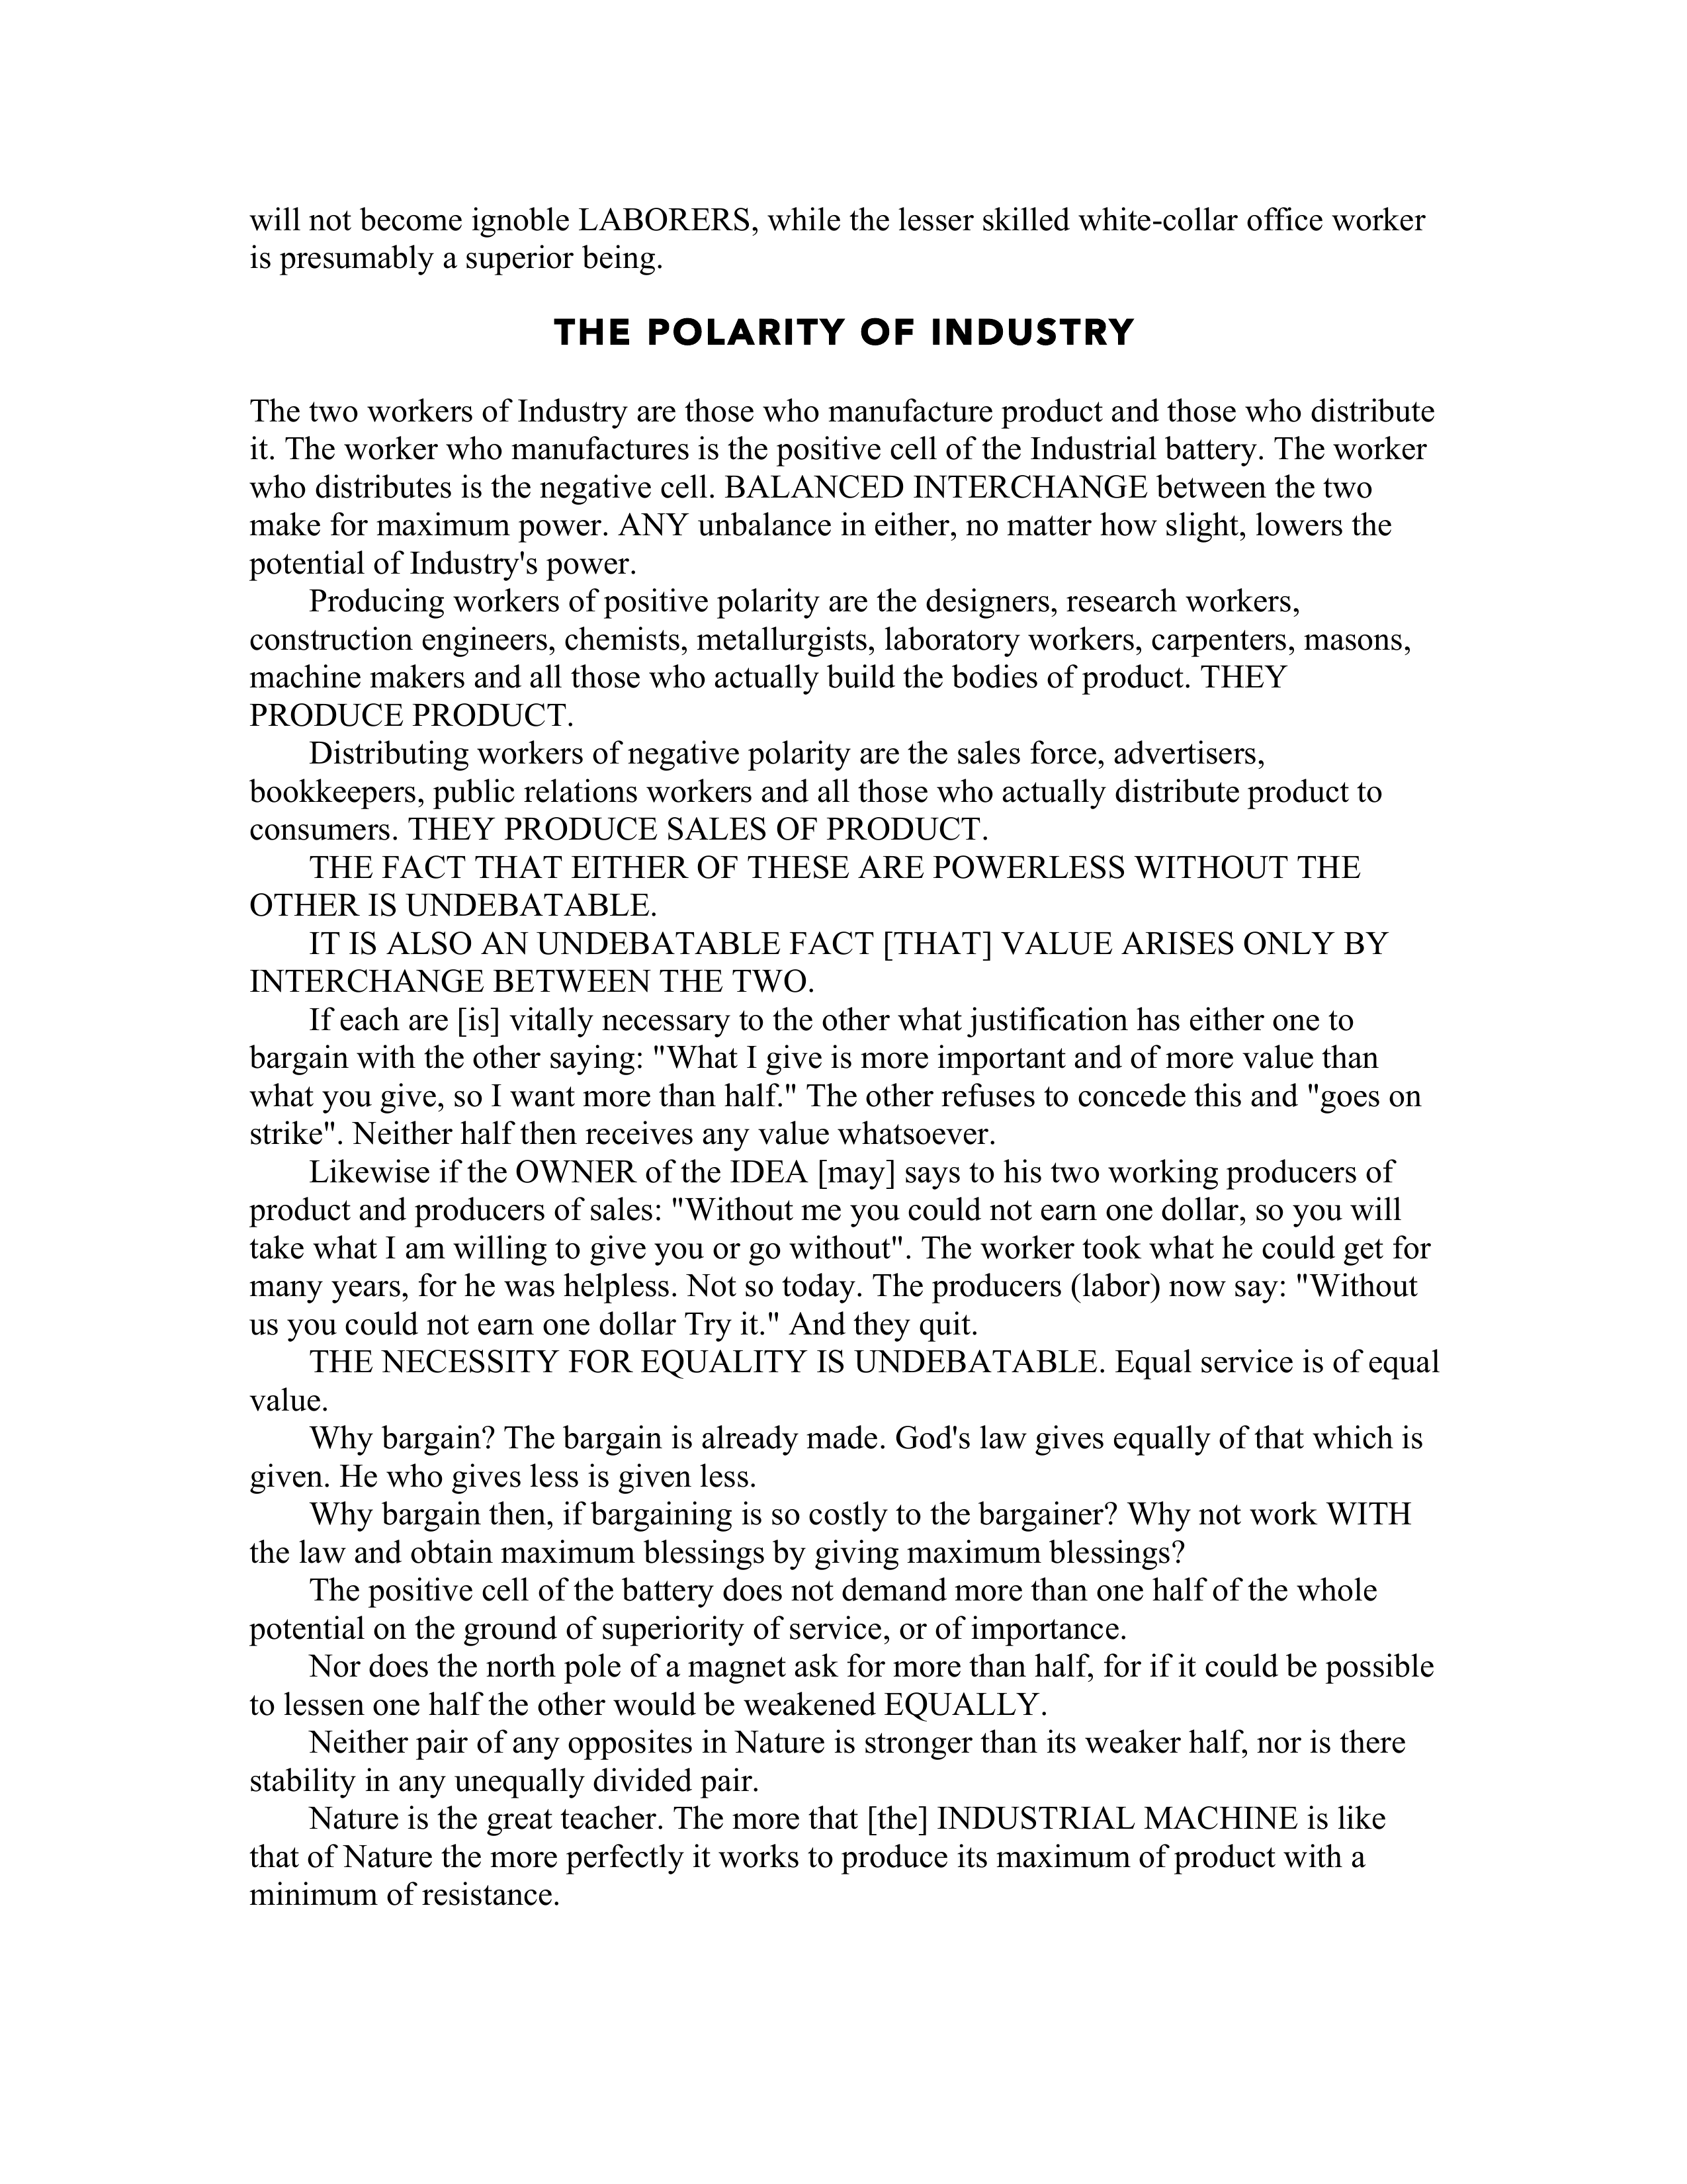 will not become ignoble LABORERS, while the lesser skilled white-collar office worker
is presumably a superior being.
THE POLARITY OF INDUSTRY
The two workers of Industry are those who manufacture product and those who distribute
it. The worker who manufactures is the positive cell of the Industrial battery. The worker
who distributes is the negative cell. BALANCED INTERCHANGE between the two
make for maximum power. ANY unbalance in either, no matter how slight, lowers the
potential of Industry's power.
Producing workers of positive polarity are the designers, research workers,
construction engineers, chemists, metallurgists, laboratory workers, carpenters, masons,
machine makers and all those who actually build the bodies of product. THEY
PRODUCE PRODUCT.
Distributing workers of negative polarity are the sales force, advertisers,
bookkeepers, public relations workers and all those who actually distribute product to
consumers. THEY PRODUCE SALES OF PRODUCT.
THE FACT THAT EITHER OF THESE ARE POWERLESS WITHOUT THE
OTHER IS UNDEBATABLE.
IT IS ALSO AN UNDEBATABLE FACT [THAT] VALUE ARISES ONLY BY
INTERCHANGE BETWEEN THE TWO.
If each are [is] vitally necessary to the other what justification has either one to
bargain with the other saying: "What I give is more important and of more value than
what you give, so I want more than half." The other refuses to concede this and "goes on
strike". Neither half then receives any value whatsoever.
Likewise if the OWNER of the IDEA [may] says to his two working producers of
product and producers of sales: "Without me you could not earn one dollar, so you will
take what I am willing to give you or go without". The worker took what he could get for
many years, for he was helpless. Not so today. The producers (labor) now say: "Without
us you could not earn one dollar Try it." And they quit.
THE NECESSITY FOR EQUALITY IS UNDEBATABLE. Equal service is of equal
value.
Why bargain? The bargain is already made. God's law gives equally of that which is
given. He who gives less is given less.
Why bargain then, if bargaining is so costly to the bargainer? Why not work WITH
the law and obtain maximum blessings by giving maximum blessings?
The positive cell of the battery does not demand more than one half of the whole
potential on the ground of superiority of service, or of importance.
Nor does the north pole of a magnet ask for more than half, for if it could be possible
to lessen one half the other would be weakened EQUALLY.
Neither pair of any opposites in Nature is stronger than its weaker half, nor is there
stability in any unequally divided pair.
Nature is the great teacher. The more that [the] INDUSTRIAL MACHINE is like
that of Nature the more perfectly it works to produce its maximum of product with a
minimum of resistance.